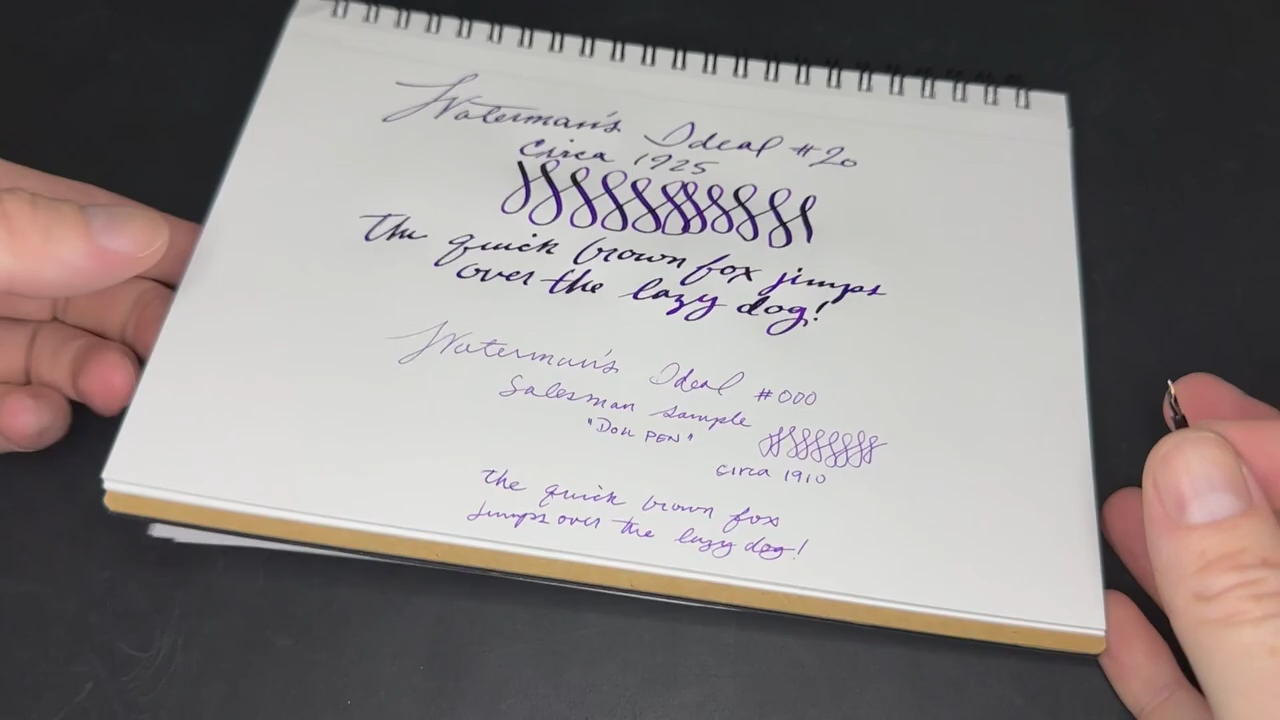 Waterman's Ideal #20
Circa 1925
The quick brown fox jumps
over the lazy dog!
Waterman's Ideal #000
Salesman sample
"Doll PEN"
circa 1910
the quick brown fox
jumps over the lazy dog!